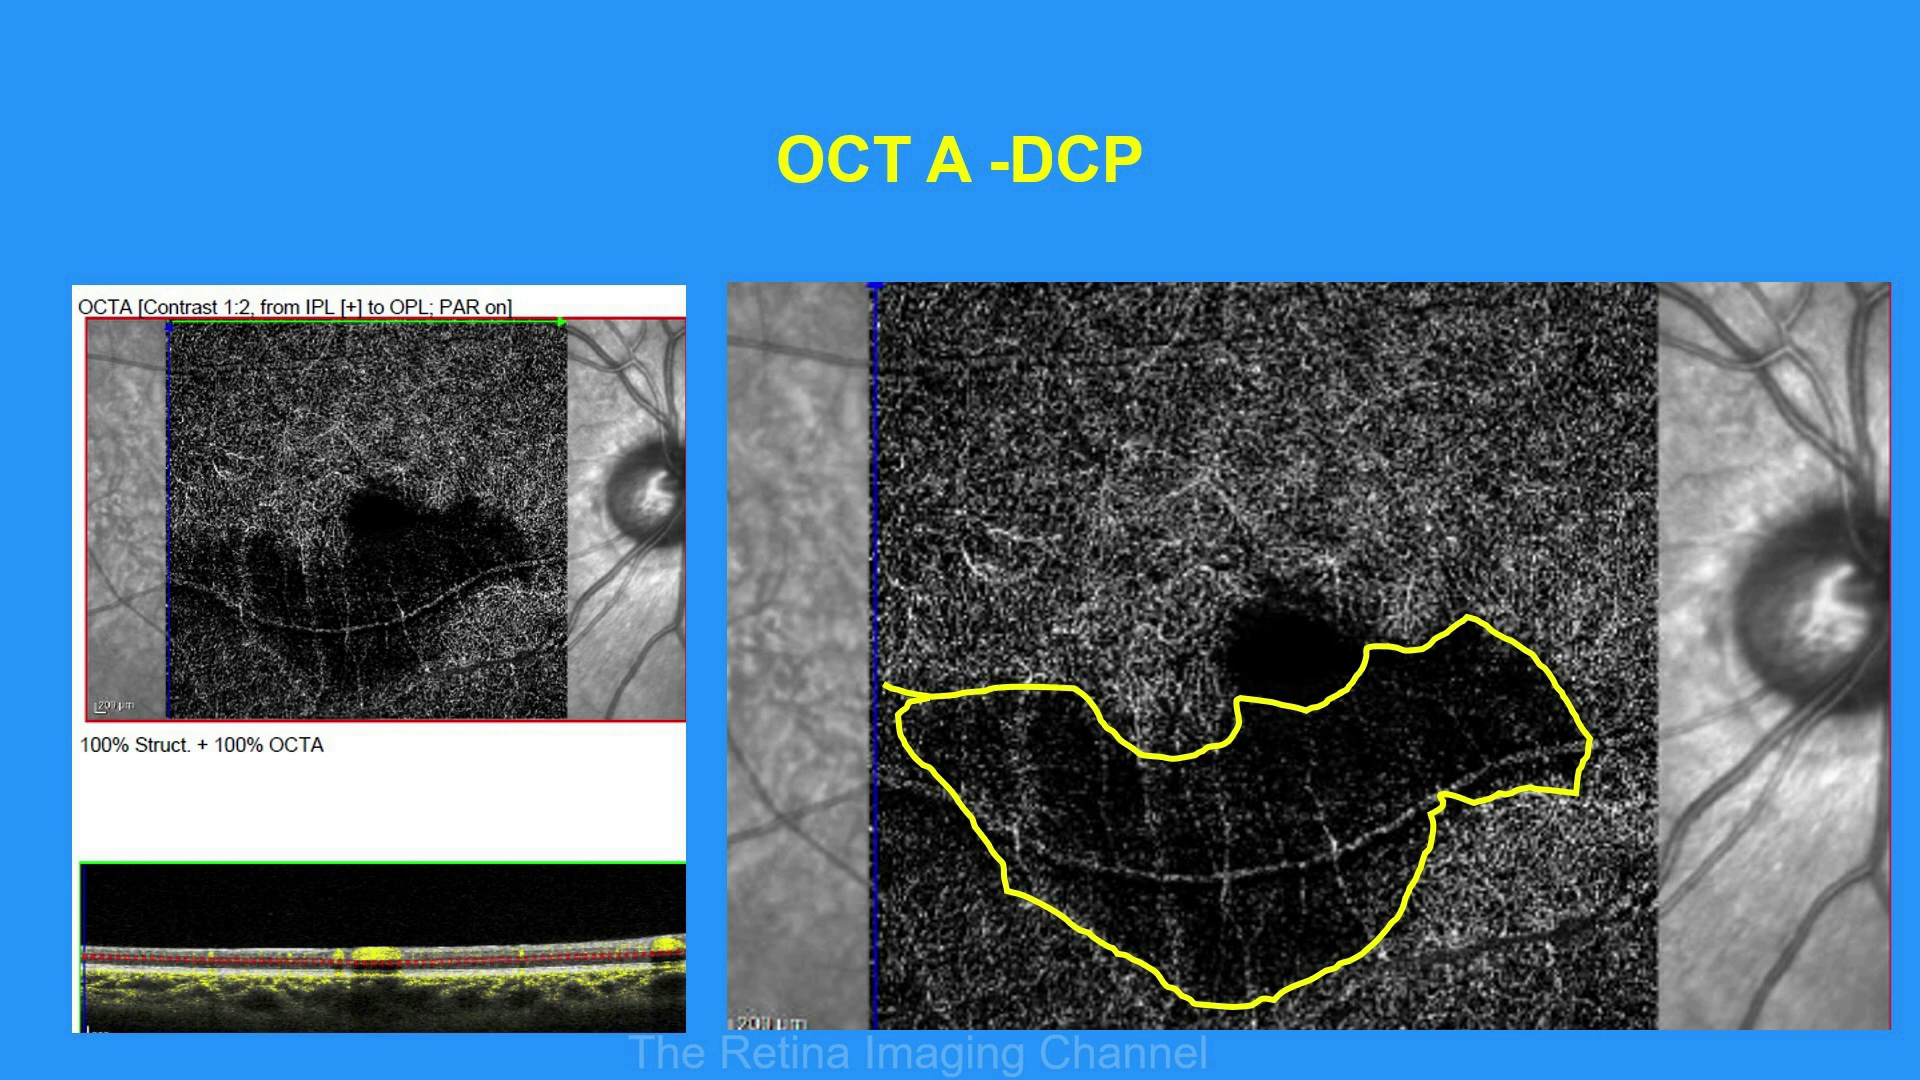 OCT A -DCP
OCTA [Contrast 1:2, from IPL [+] to OPL; PAR on]
200 µm
100% Struct. + 100% OCTA
200 µm
The Retina Imaging Channel